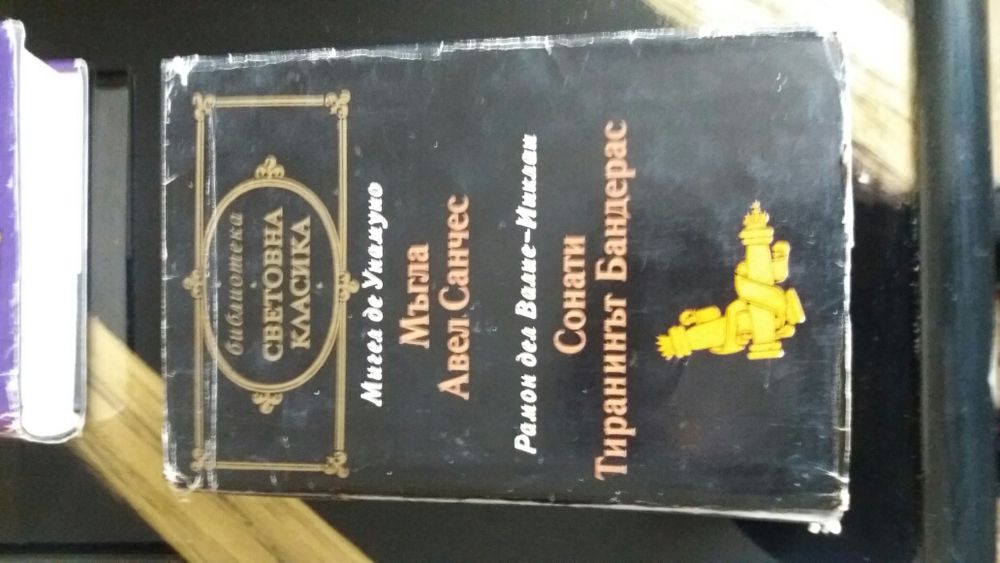 библиотека
СВЕТОВНА
КЛАСИКА
Мигел де Унамуно
Мъгла
Авел Санчес
Рамон дел Валие-Инклан
Сонати
Тиранинът Бандерас